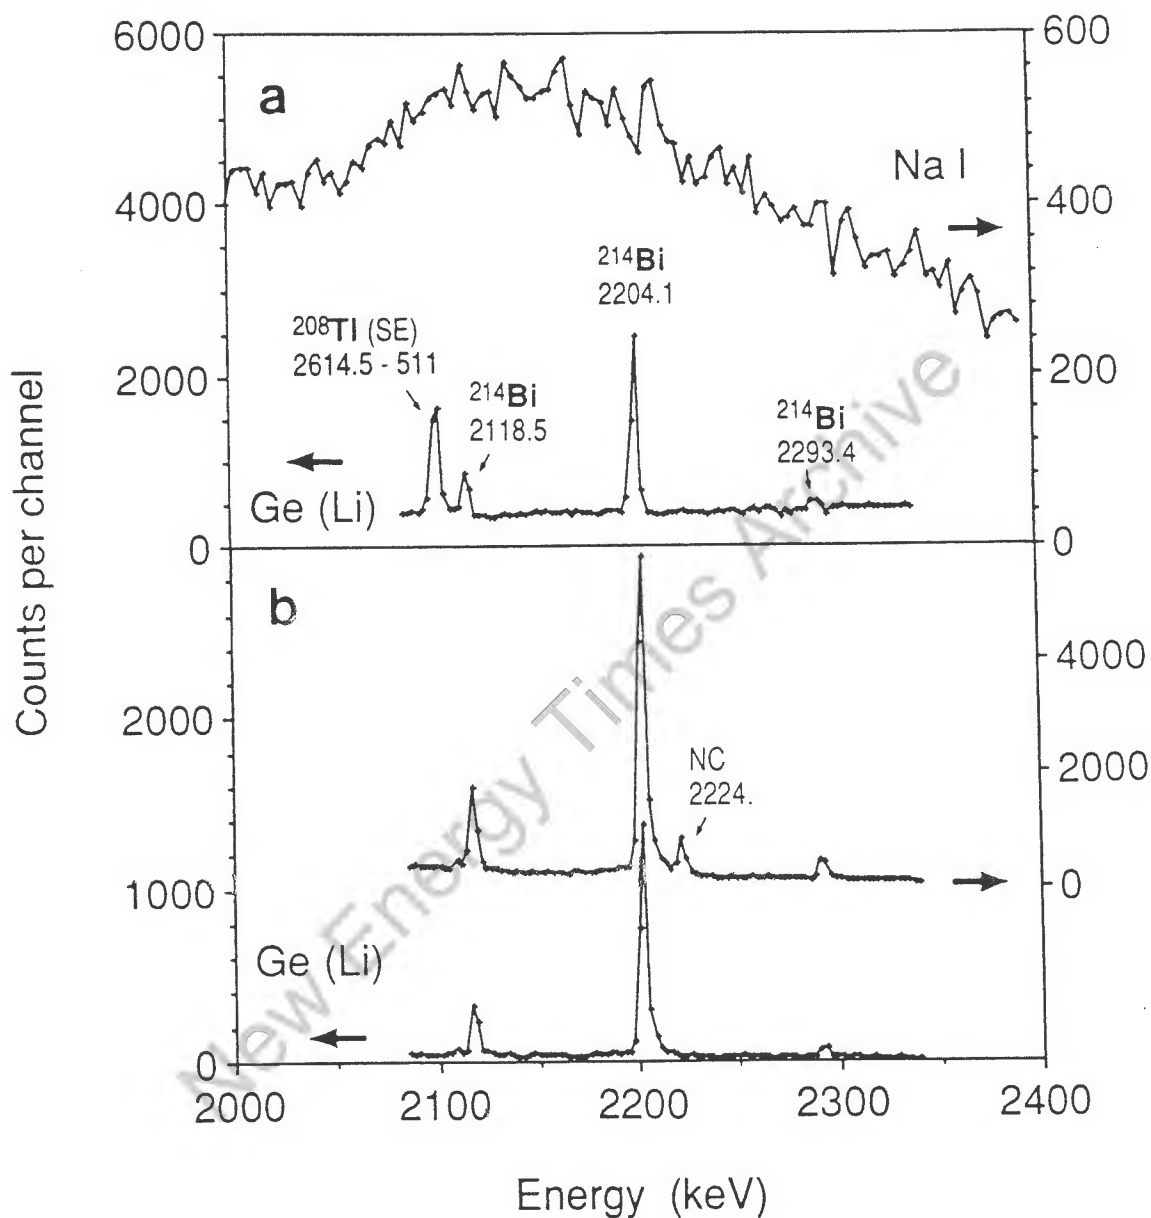 6000
4000
2000
0
2000
1000
0
Counts per channel
a
600
400
200
0
Na I
²¹⁴Bi
2204.1
²⁰⁸Tl (SE)
2614.5 - 511
²¹⁴Bi
2118.5
²¹⁴Bi
2293.4
Ge (Li)
b
4000
2000
0
NC
2224.
Ge (Li)
2000 2100 2200 2300 2400
Energy (keV)
New Energy Times Archive